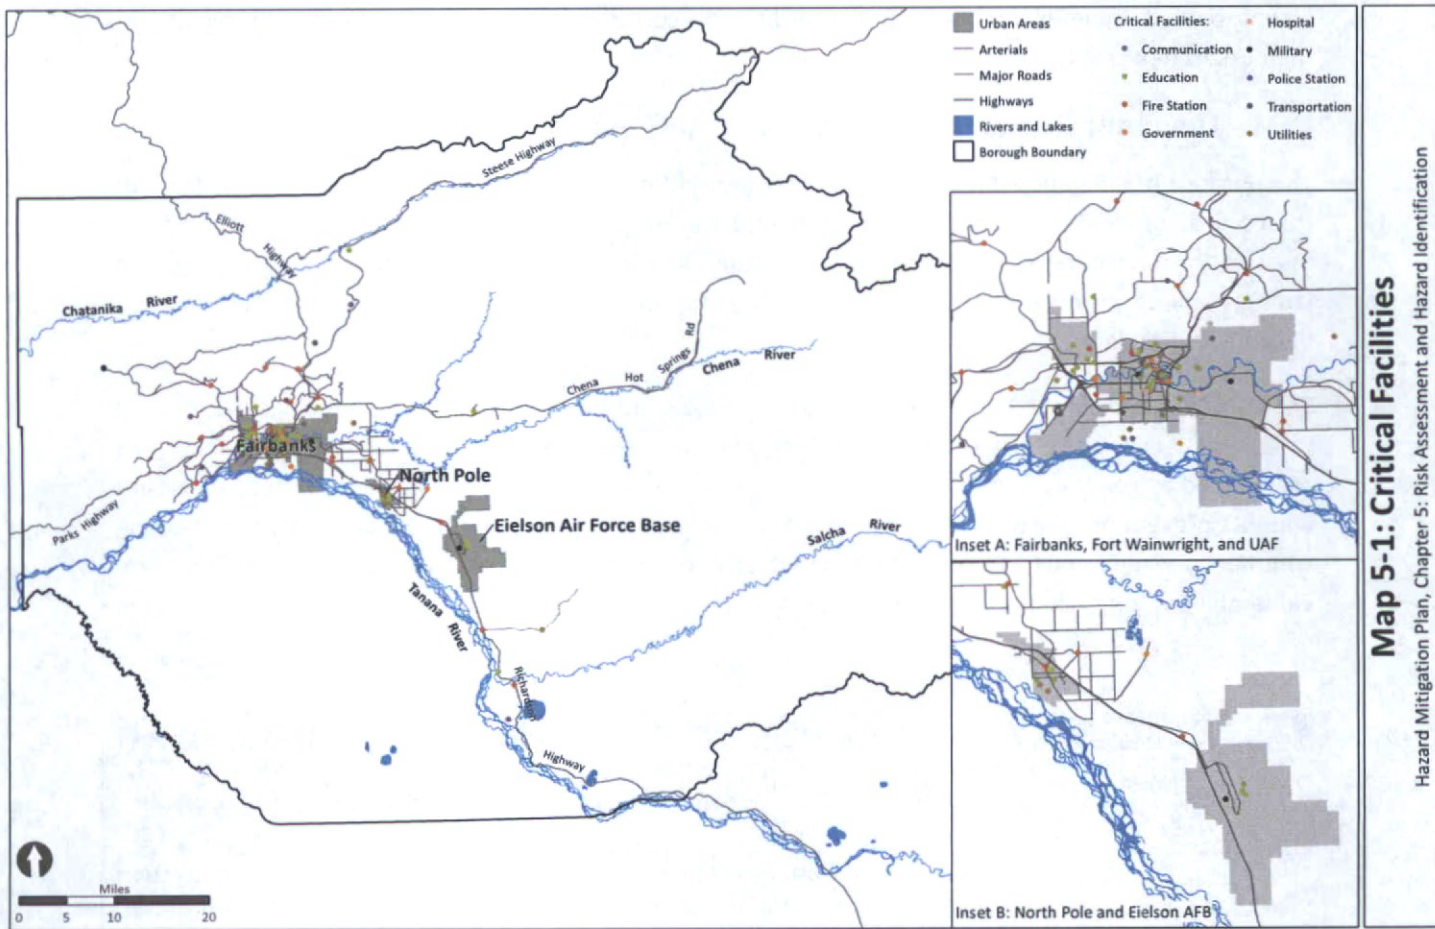 Urban Areas
Arterials
Major Roads
Highways
Rivers and Lakes
Borough Boundary
Critical Facilities:
Communication
Education
Fire Station
Government
Hospital
Military
Police Station
Transportation
Utilities
Steese Highway
Elliott Highway
Chatanika River
Chena Hot Springs Rd
Chena River
Fairbanks
North Pole
Parks Highway
Eielson Air Force Base
Salcha River
Tanana River
Richardson Highway
Miles
0 5 10 20
Inset A: Fairbanks, Fort Wainwright, and UAF
Inset B: North Pole and Eielson AFB
Map 5-1: Critical Facilities
Hazard Mitigation Plan, Chapter 5: Risk Assessment and Hazard Identification